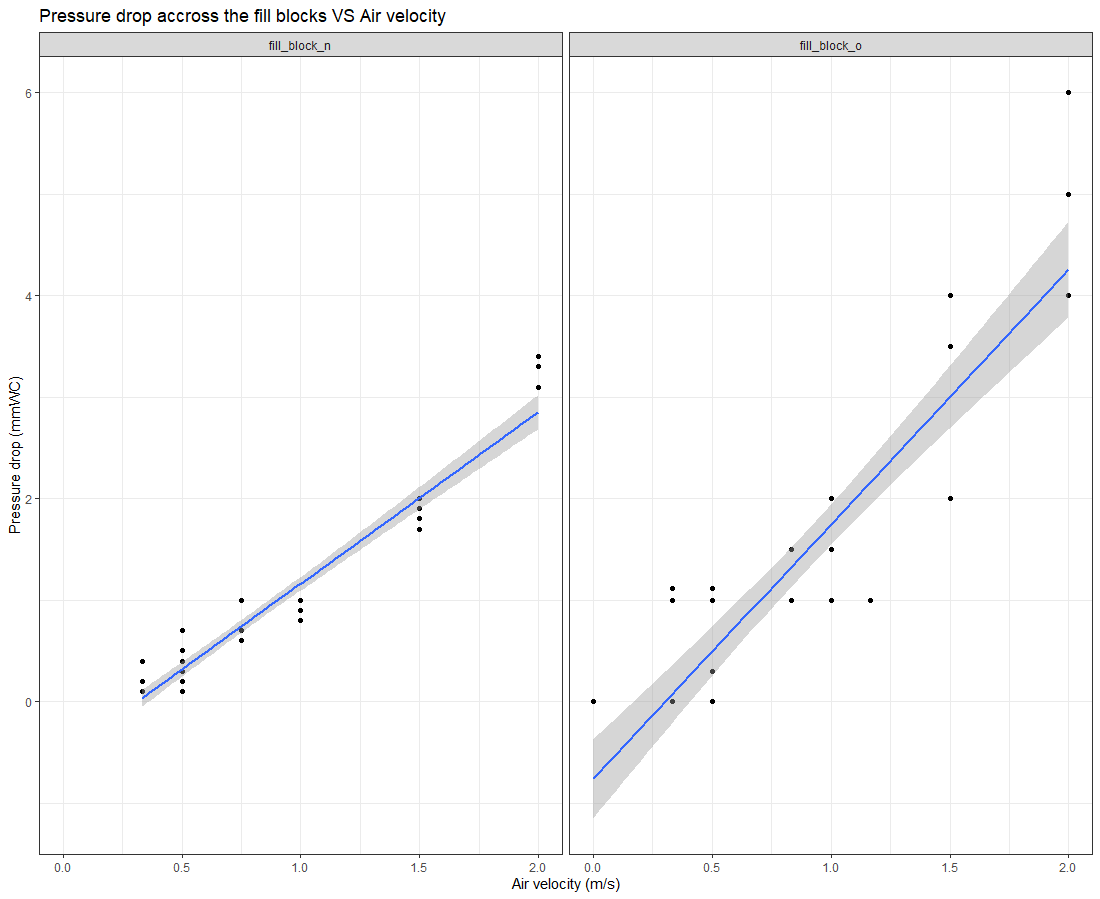 Pressure drop accross the fill blocks VS Air velocity
fill_block_n
fill_block_o
6
4
2
0
Pressure drop (mmWC)
0.0 0.5 1.0 1.5 2.0
0.0 0.5 1.0 1.5 2.0
Air velocity (m/s)